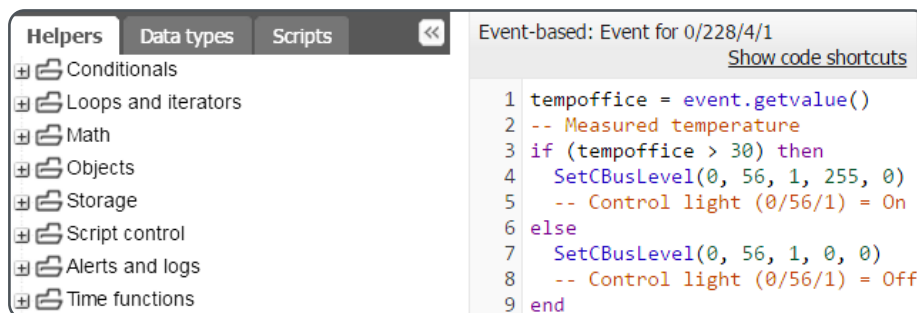 Helpers Data types Scripts
Conditionals
Loops and iterators
Math
Objects
Storage
Script control
Alerts and logs
Time functions
Event-based: Event for 0/228/4/1
Show code shortcuts
1 tempoffice = event.getvalue()
2 -- Measured temperature
3 if (tempoffice > 30) then
4 SetCBusLevel(0, 56, 1, 255, 0)
5 -- Control light (0/56/1) = On
6 else
7 SetCBusLevel(0, 56, 1, 0, 0)
8 -- Control light (0/56/1) = Off
9 end